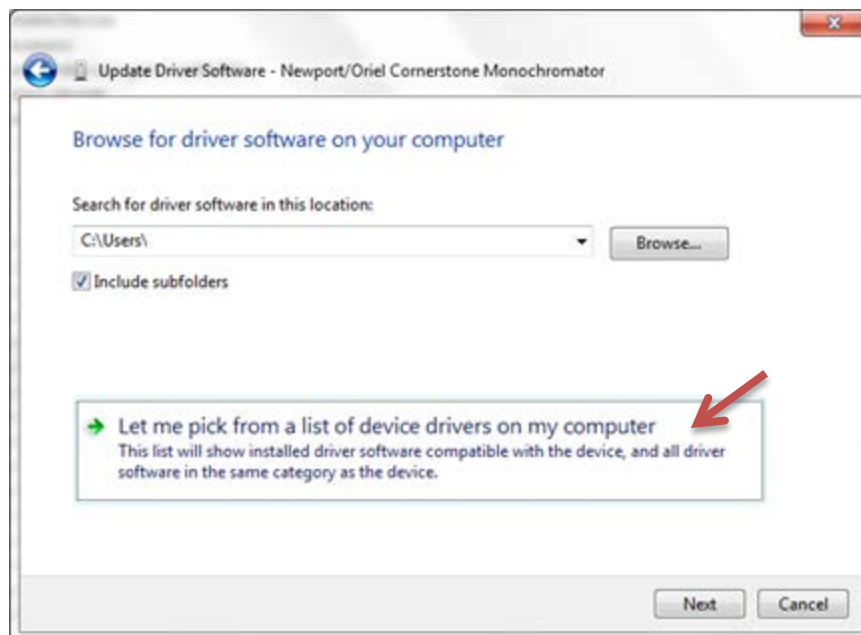 Update Driver Software - Newport/Oriel Cornerstone Monochromator
Browse for driver software on your computer
Search for driver software in this location:
C:\Users\
Browse...
Include subfolders
Let me pick from a list of device drivers on my computer
This list will show installed driver software compatible with the device, and all driver
software in the same category as the device.
Next
Cancel